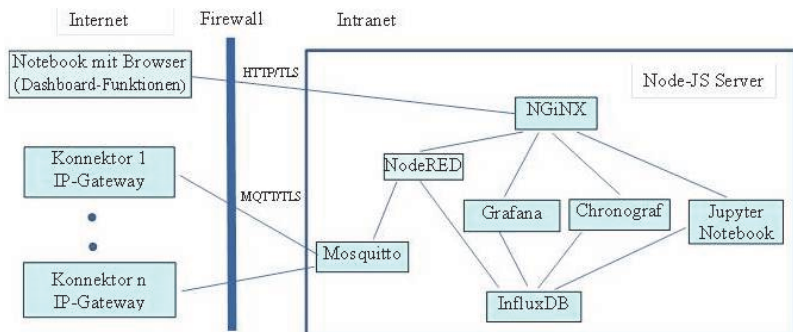 Internet
Firewall
Intranet
Notebook mit Browser
(Dashboard-Funktionen)
HTTP/TLS
Node-JS Server
NGiNX
Konnektor 1
IP-Gateway
NodeRED
MQTT/TLS
Grafana
Chronograf
Jupyter
Notebook
Mosquitto
Konnektor n
IP-Gateway
InfluxDB